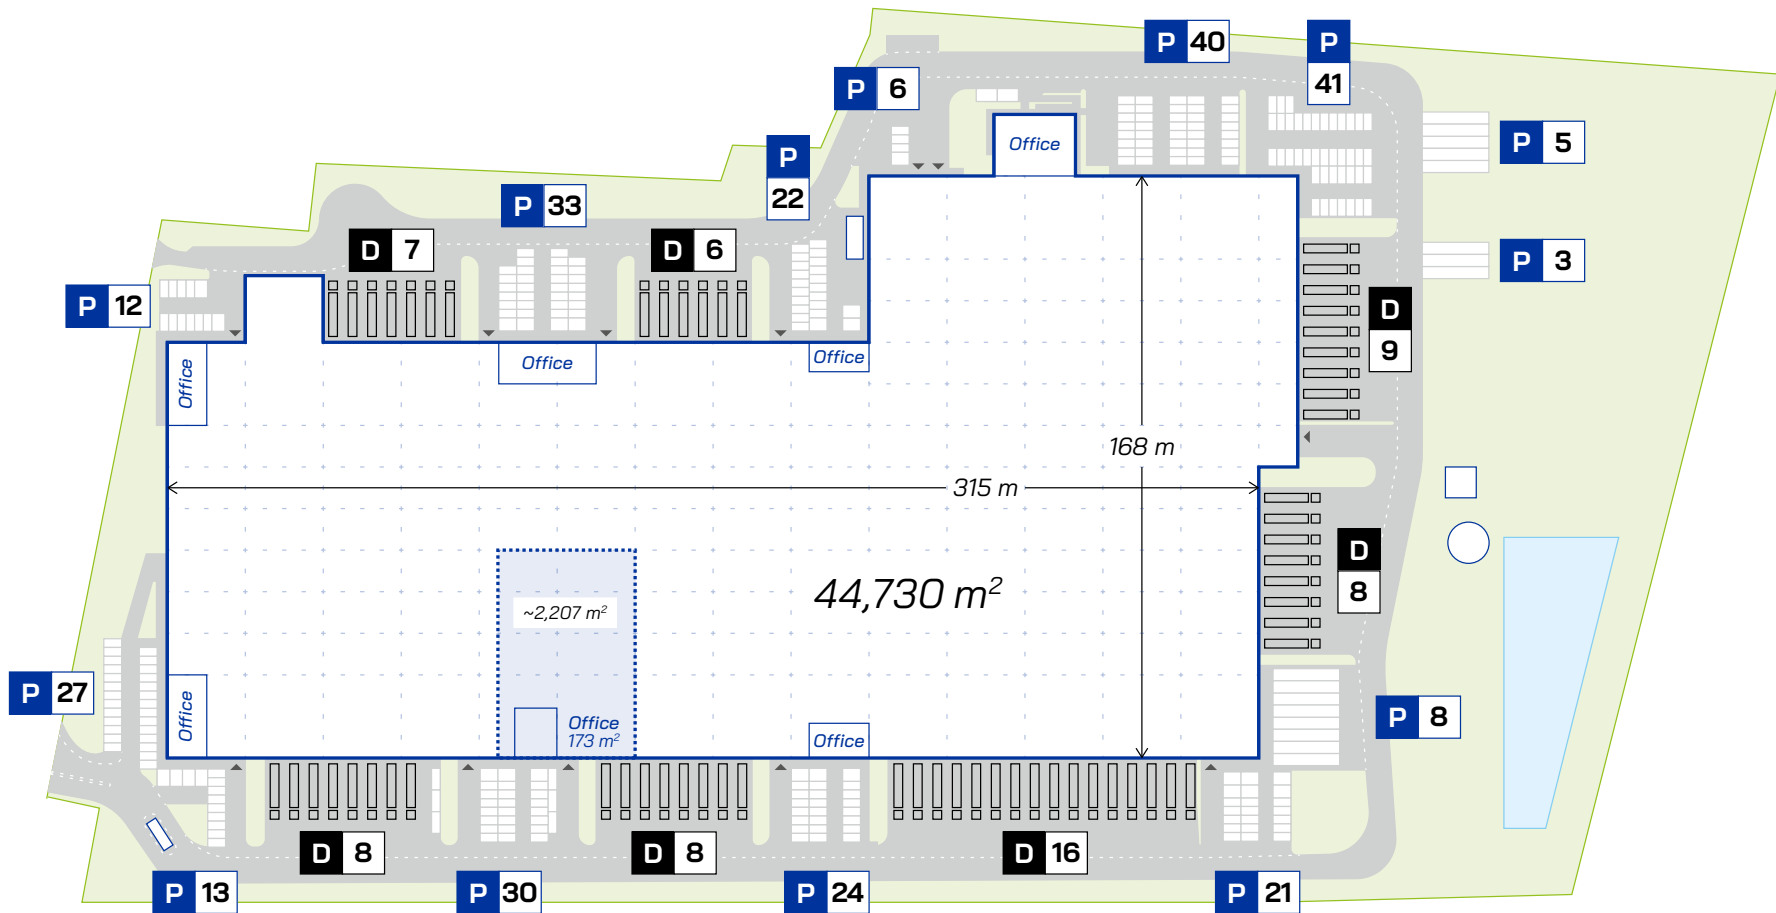 P 40
P
41
P 6
Office
P 5
P
22
P 33
D 7
D 6
P 3
P 12
D
9
Office
Office
Office
168 m
315 m
D
8
44,730 m²
~2,207 m²
P 27
Office
Office
173 m²
Office
P 8
D 8
D 8
D 16
P 13
P 30
P 24
P 21